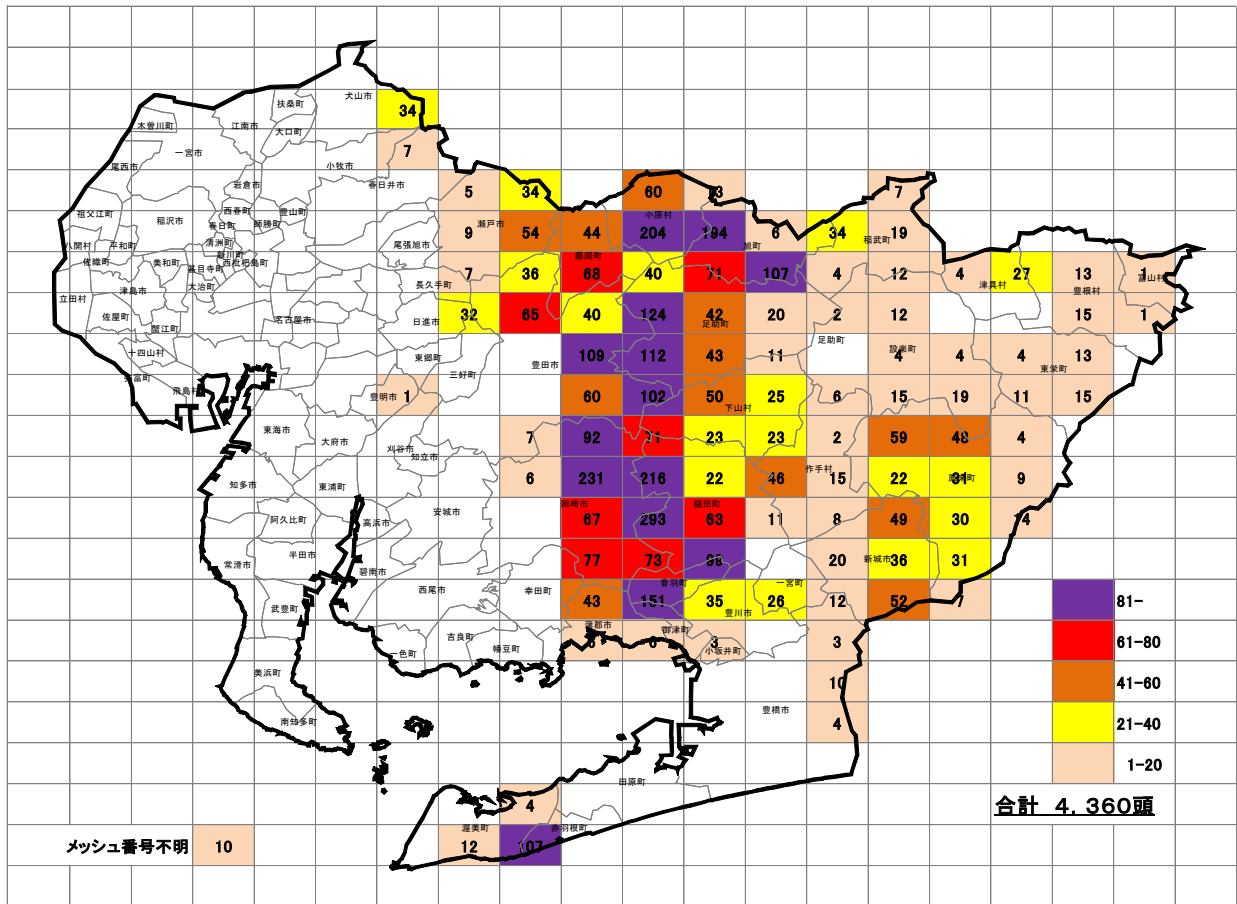 犬山市 34
扶桑町
木曽川町 江南市 大口町
一宮市 7
尾西市 小牧市
岩倉市 春日井市 5 34 60 13 7
祖父江町 稲沢市 西春町 豊山町 瀬戸市 小原村
春日町 師勝町
9 54 44 204 194 6 34 19
八開村 平和町 清洲町 尾張旭市 旭町 稲武町
新川町
佐織町 美和町 甚目寺町 西枇杷島町 藤岡町
7 36 68 40 71 107 4 12 4 27 13 1
津島市 大治町 長久手町 津具村 豊根村 富山村
立田村
佐屋町 名古屋市 日進市 32 65 40 124 42 20 2 12 15 1
蟹江町 足助町
十四山村 東郷町 豊田市 109 112 43 11 足助町 設楽町 4 4 4 13
三好町 東栄町
弥富町 飛島村 豊明市 1 60 102 50 25 6 15 19 11 15
下山村
東海市 大府市 刈谷市 7 92 23 23 2 59 48 4
知立市
知多市 東浦町 6 231 216 22 46 作手村 15 22 31 9
阿久比町 高浜市 安城市 岡崎市 67 293 額田町 63 11 8 49 30 14
半田市
常滑市 碧南市 77 73 98 20 新城市 36 31
西尾市 幸田町 音羽町 一宮町
武豊町 43 151 35 26 12 52 7 81-
豊川市
吉良町 蒲郡市 御津町
一色町 幡豆町 6 3 小坂井町 3 61-80
美浜町 10 41-60
南知多町 豊橋市 4 21-40
田原町 1-20
4 合計 4,360頭
渥美町 赤羽根町
メッシュ番号不明 10 12 107